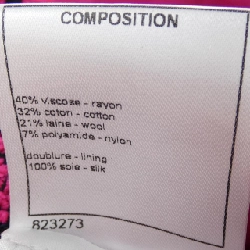 COMPOSITION
40% viscose - rayon
32% coton - cotton
21% laine - wool
7% polyamide - nylon
doublure - lining
100% soie - silk
823273